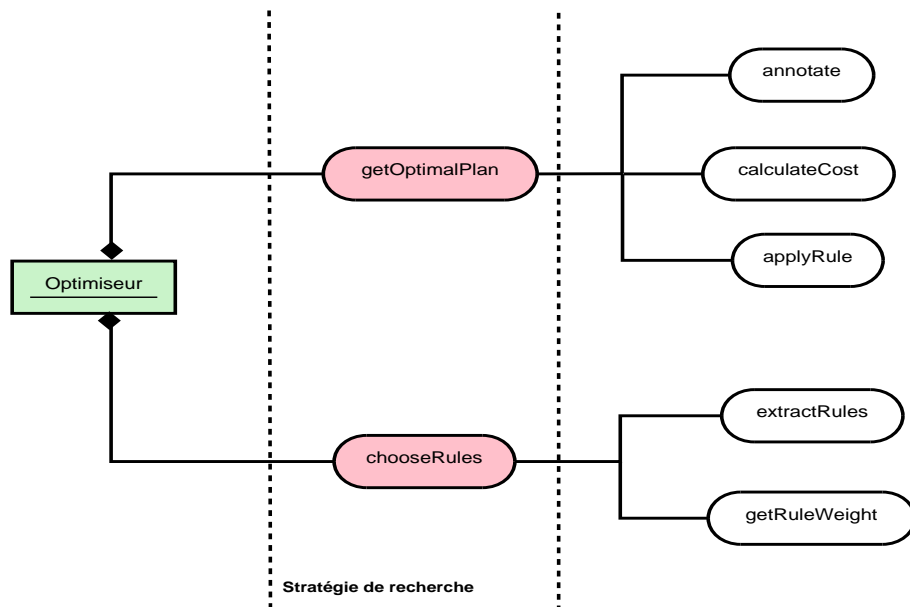 annotate
getOptimalPlan
calculateCost
applyRule
Optimiseur
extractRules
chooseRules
getRuleWeight
Stratégie de recherche